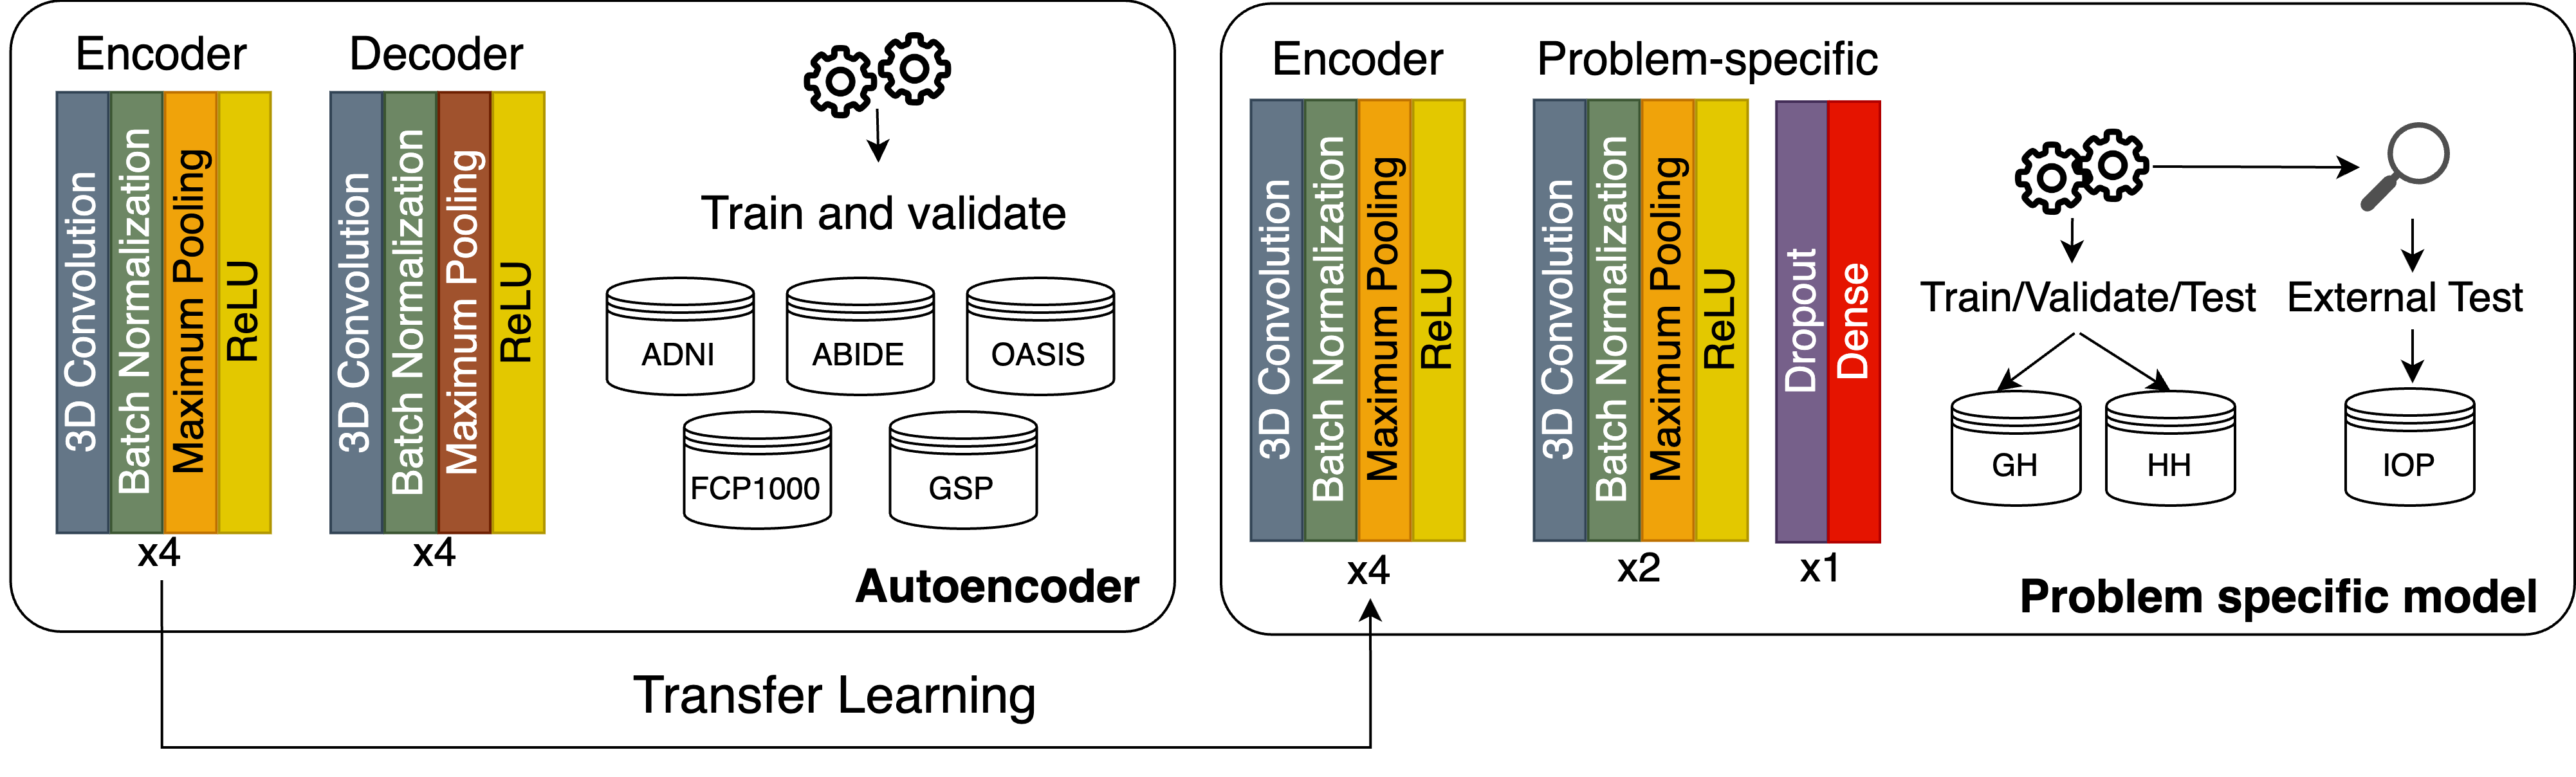 Encoder
Decoder
3D Convolution
Batch Normalization
Maximum Pooling
ReLU
x4
3D Convolution
Batch Normalization
Maximum Pooling
ReLU
x4
Train and validate
ADNI
ABIDE
OASIS
FCP1000
GSP
Autoencoder
Transfer Learning
Encoder
Problem-specific
3D Convolution
Batch Normalization
Maximum Pooling
ReLU
x4
3D Convolution
Batch Normalization
Maximum Pooling
ReLU
x2
Dropout
Dense
x1
Train/Validate/Test
External Test
GH
HH
IOP
Problem specific model